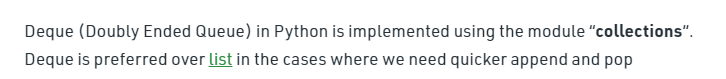 Deque (Doubly Ended Queue) in Python is implemented using the module “collections“.
Deque is preferred over list in the cases where we need quicker append and pop